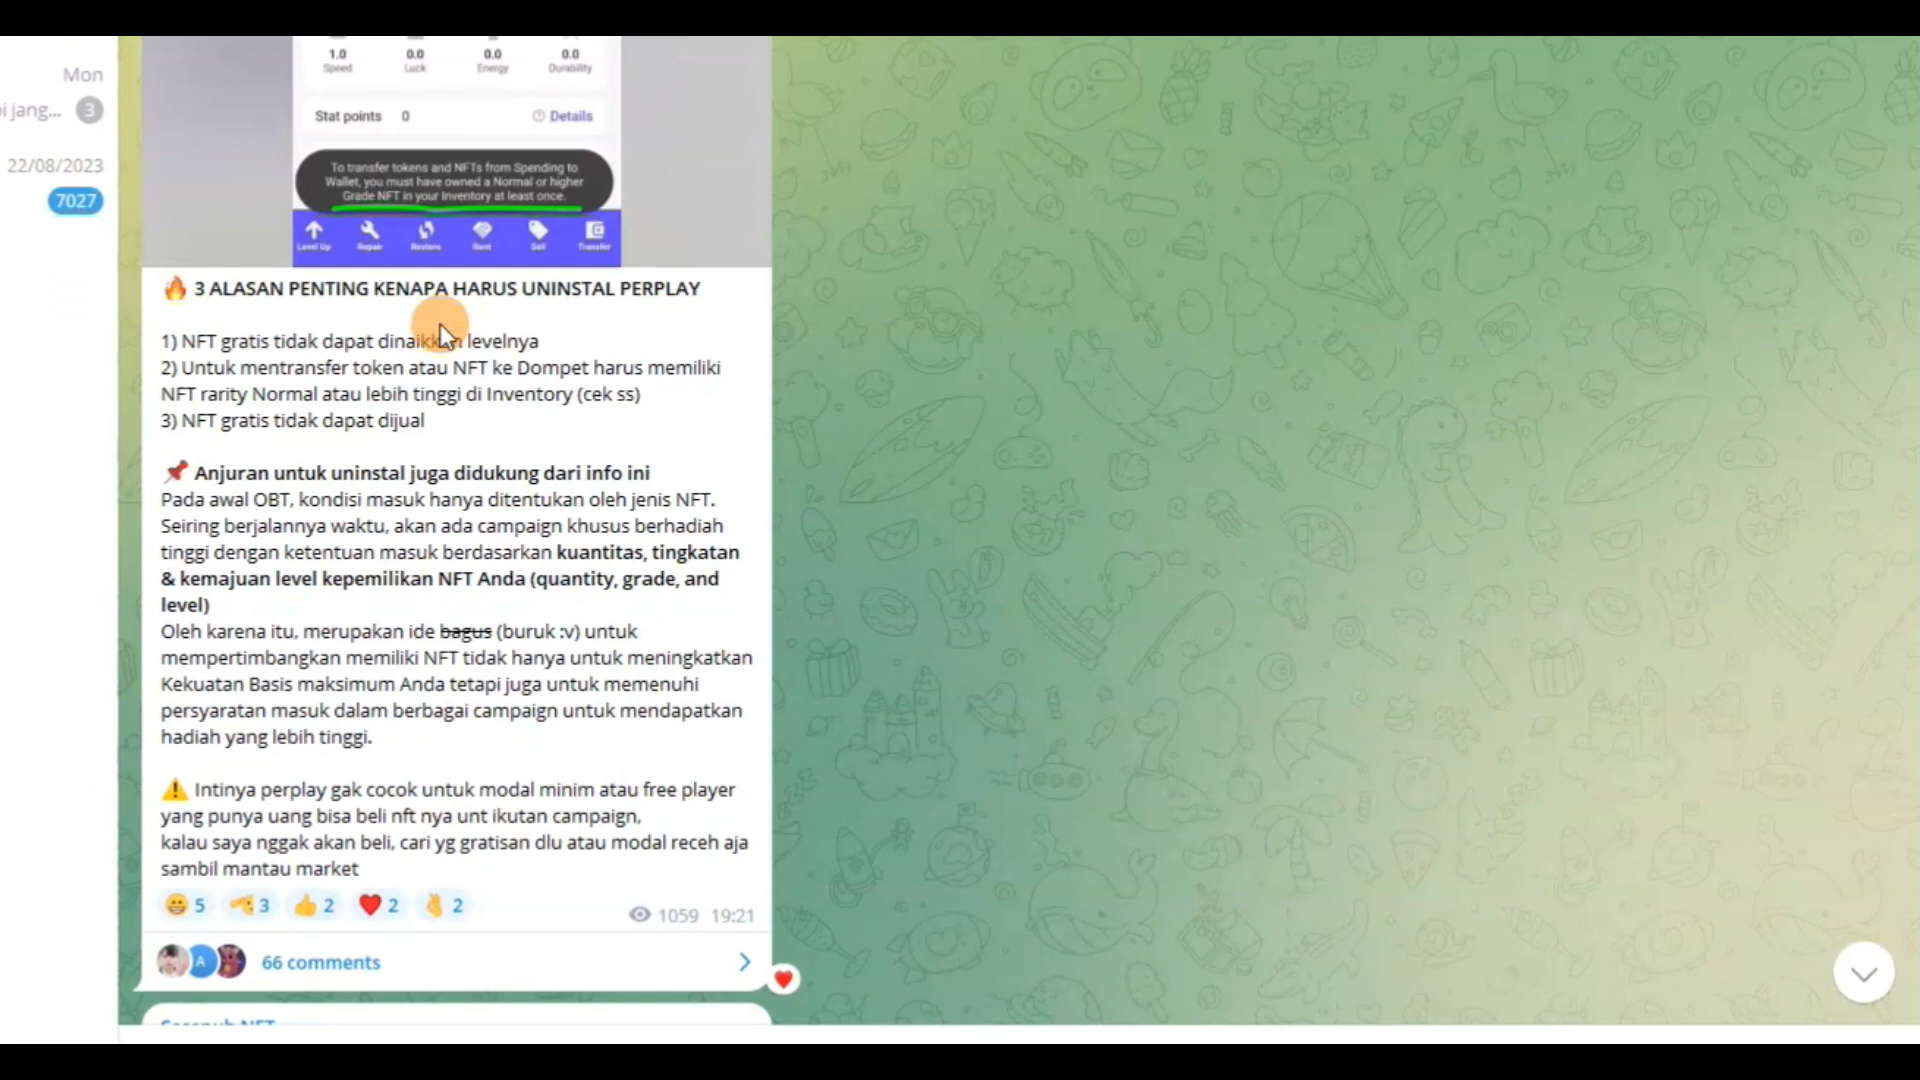 Mon
jang... 3
22/08/2023
7027
1.0 0.0 0.0 0.0
Speed Luck Energy Durability
Stat points 0 Details
To transfer tokens and NFTs from Spending to
Wallet, you must have owned a Normal or higher
Grade NFT in your Inventory at least once.
Level Up Repair Restore Rent Sell Transfer
🔥 3 ALASAN PENTING KENAPA HARUS UNINSTAL PERPLAY
1) NFT gratis tidak dapat dinaikkan levelnya
2) Untuk mentransfer token atau NFT ke Dompet harus memiliki
NFT rarity Normal atau lebih tinggi di Inventory (cek ss)
3) NFT gratis tidak dapat dijual
📌 Anjuran untuk uninstal juga didukung dari info ini
Pada awal OBT, kondisi masuk hanya ditentukan oleh jenis NFT.
Seiring berjalannya waktu, akan ada campaign khusus berhadiah
tinggi dengan ketentuan masuk berdasarkan kuantitas, tingkatan
& kemajuan level kepemilikan NFT Anda (quantity, grade, and
level)
Oleh karena itu, merupakan ide bagus (buruk :v) untuk
mempertimbangkan memiliki NFT tidak hanya untuk meningkatkan
Kekuatan Basis maksimum Anda tetapi juga untuk memenuhi
persyaratan masuk dalam berbagai campaign untuk mendapatkan
hadiah yang lebih tinggi.
⚠️ Intinya perplay gak cocok untuk modal minim atau free player
yang punya uang bisa beli nft nya unt ikutan campaign,
kalau saya nggak akan beli, cari yg gratisan dlu atau modal receh aja
sambil mantau market
5 3 2 2 2
1059 19:21
A 66 comments